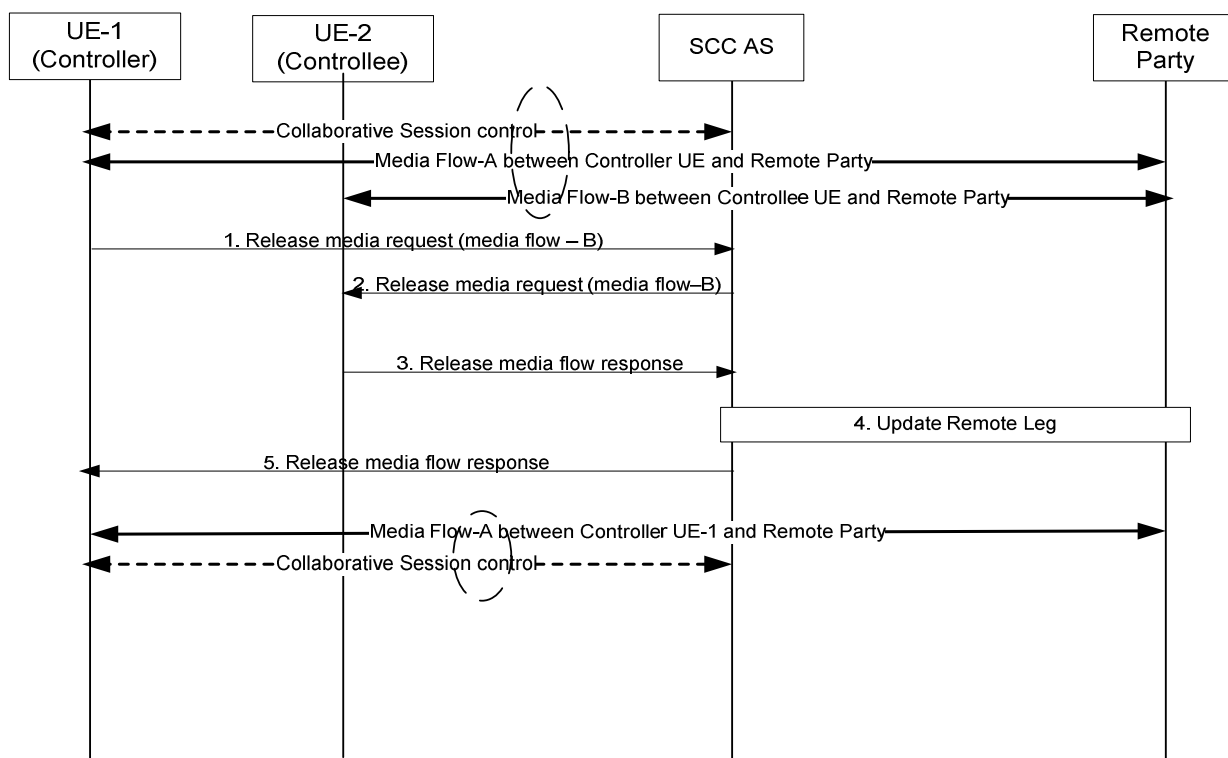 UE-1
(Controller)
UE-2
(Controllee)
SCC AS
Remote
Party
Collaborative Session control
Media Flow-A between Controller UE and Remote Party
Media Flow-B between Controllee UE and Remote Party
1. Release media request (media flow – B)
2. Release media request (media flow–B)
3. Release media flow response
4. Update Remote Leg
5. Release media flow response
Media Flow-A between Controller UE-1 and Remote Party
Collaborative Session control